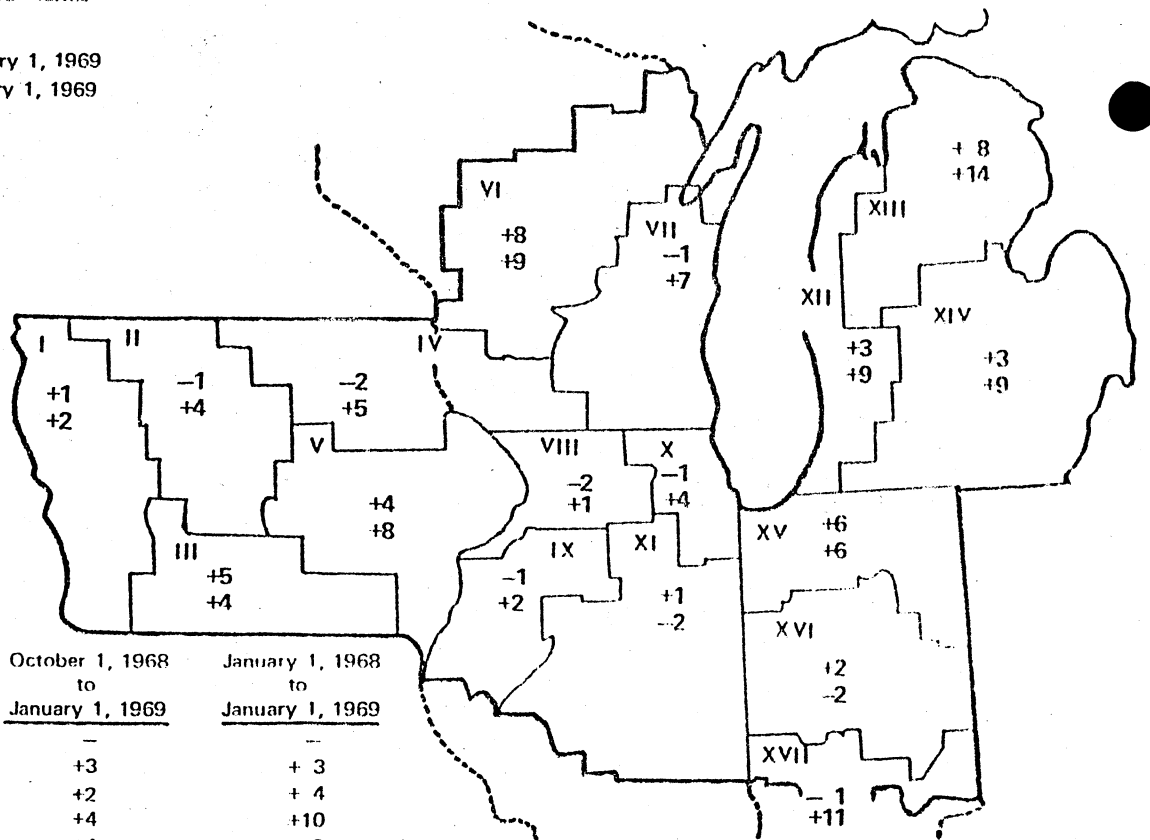 1, 1969
1, 1969
+ 8
+14
VI
XIII
+8
+9
VII
−1
+7
XII
XIV
I
II
IV
+3
+9
+3
+9
+1
+2
−1
+4
−2
+5
V
VIII
X
−2
+1
−1
+4
+4
+8
XV
+6
+6
IX
XI
III
+5
+4
−1
+2
+1
−2
XVI
+2
−2
October 1, 1968
to
January 1, 1969
January 1, 1968
to
January 1, 1969
− −
+3 + 3
+2 + 4
+4 +10
XVII
− 1
+11